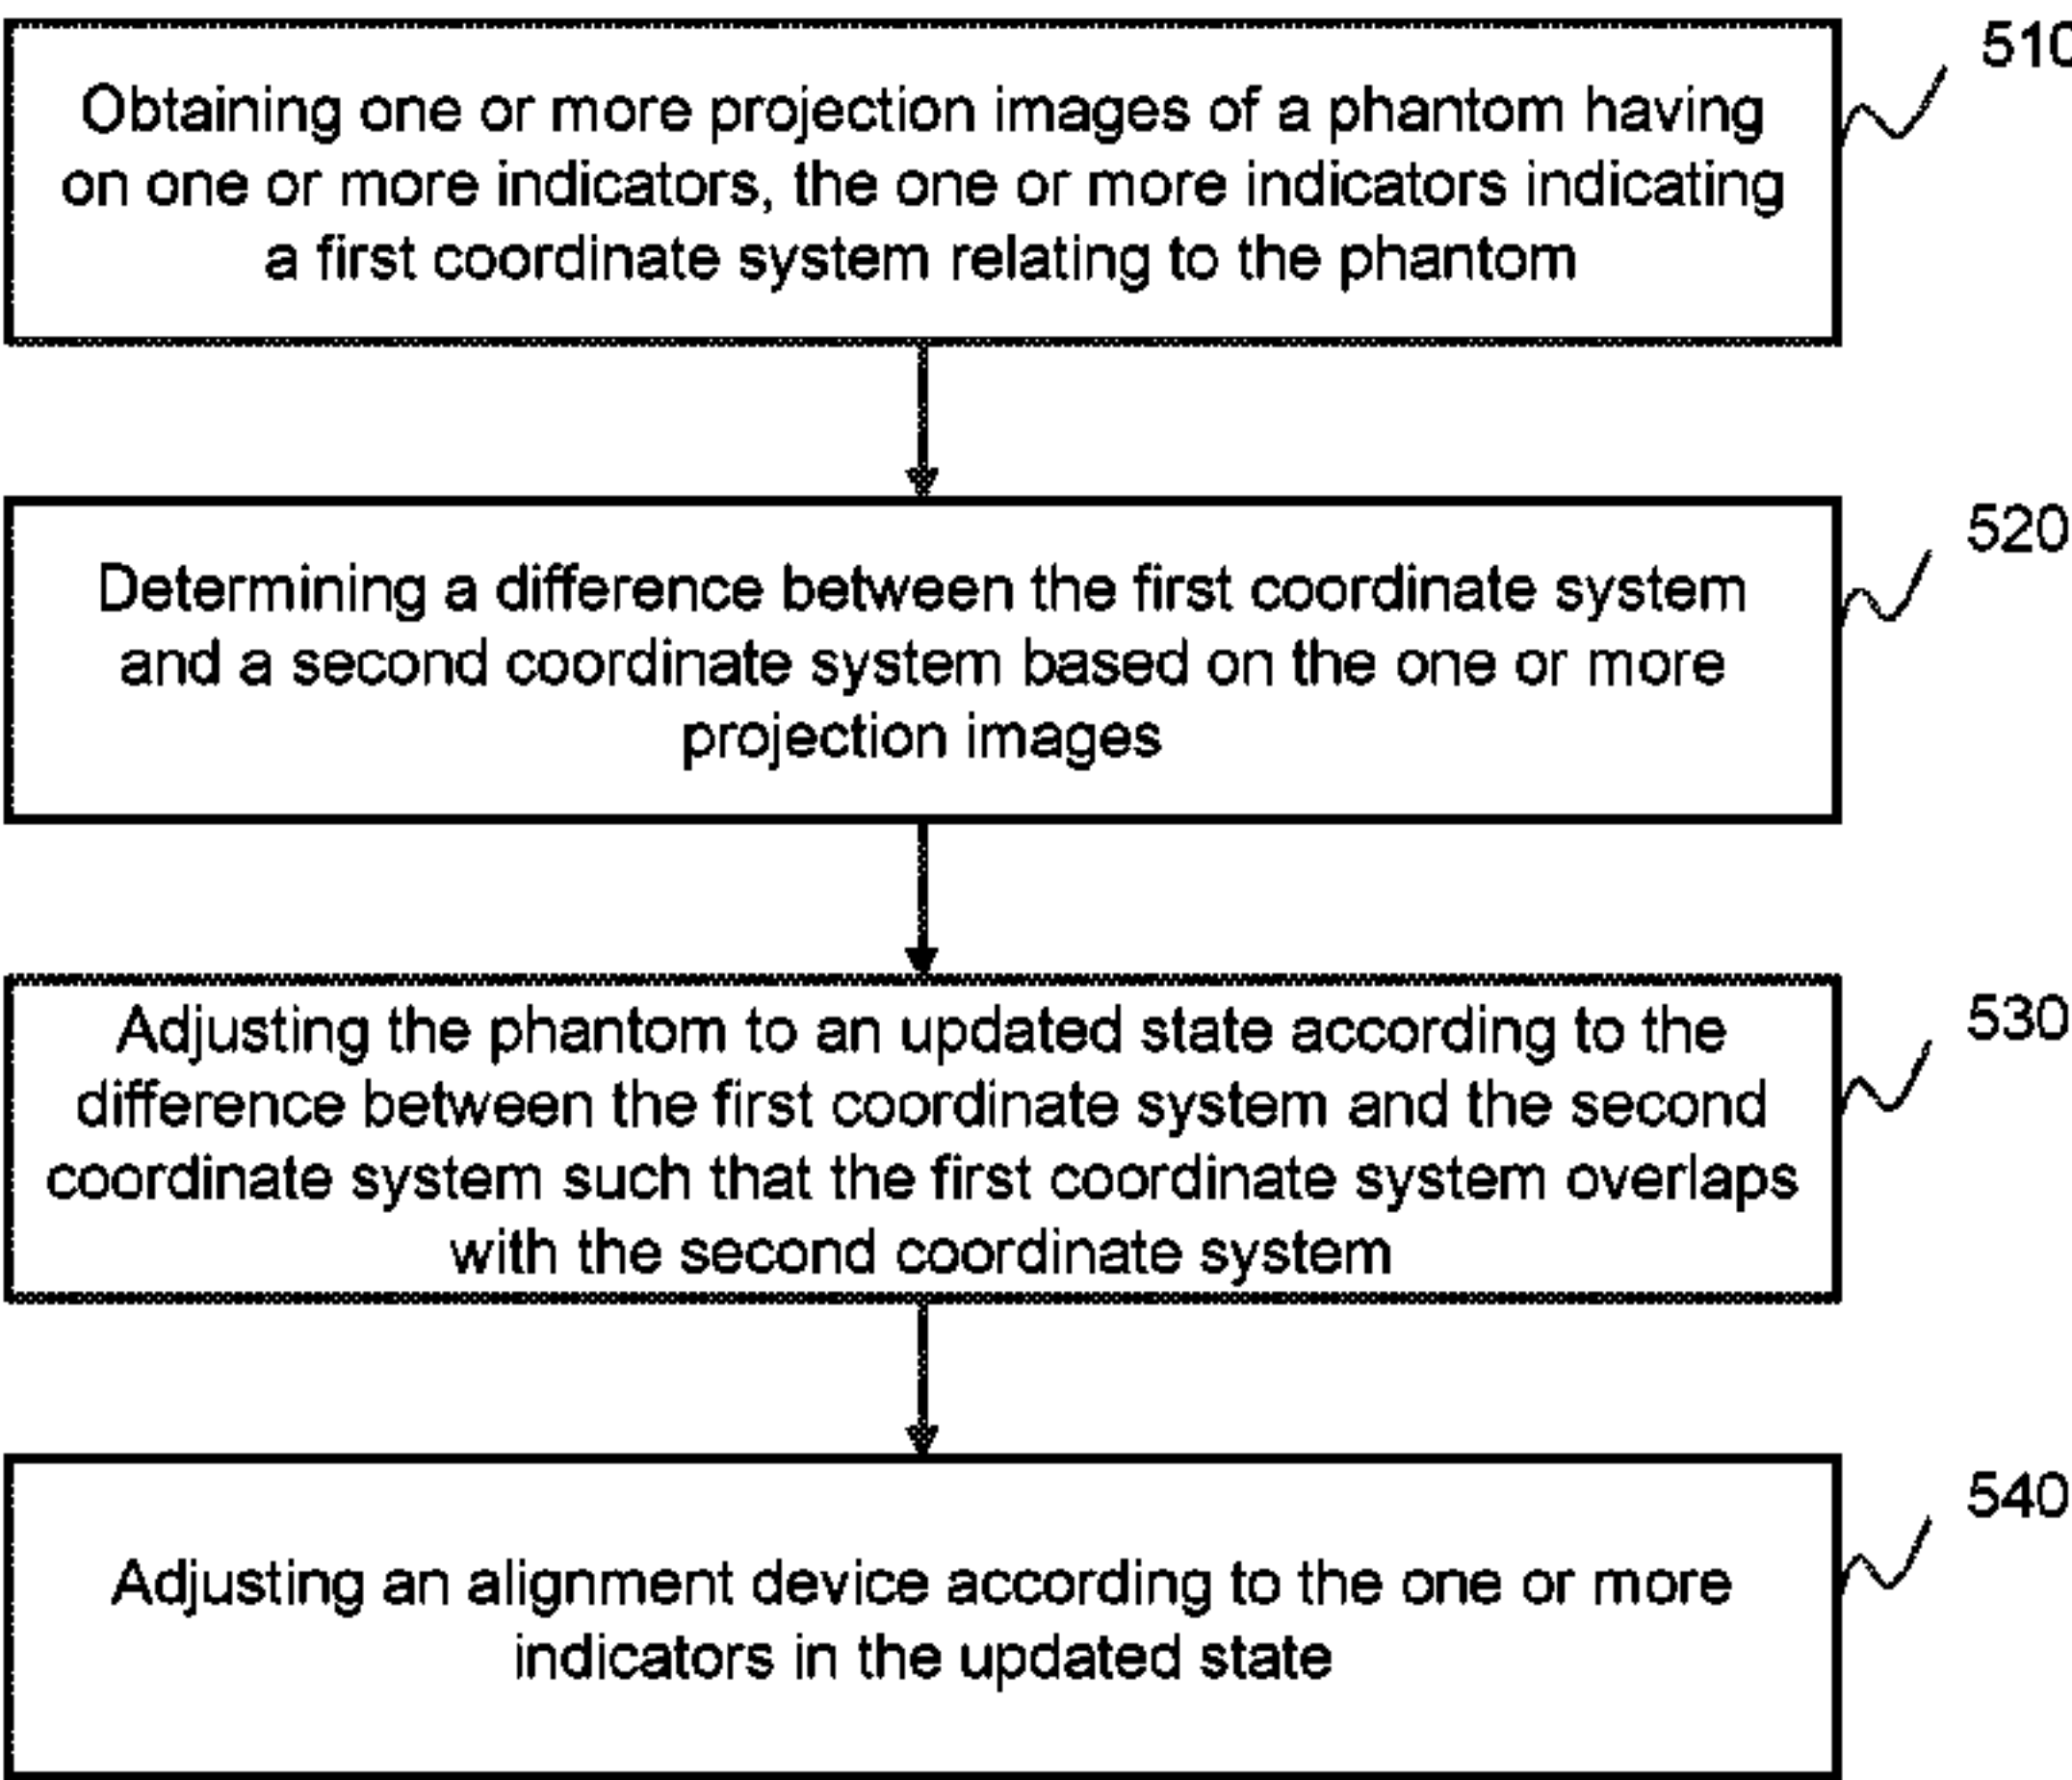 510
Obtaining one or more projection images of a phantom having
on one or more indicators, the one or more indicators indicating
a first coordinate system relating to the phantom
520
Determining a difference between the first coordinate system
and a second coordinate system based on the one or more
projection images
530
Adjusting the phantom to an updated state according to the
difference between the first coordinate system and the second
coordinate system such that the first coordinate system overlaps
with the second coordinate system
540
Adjusting an alignment device according to the one or more
indicators in the updated state